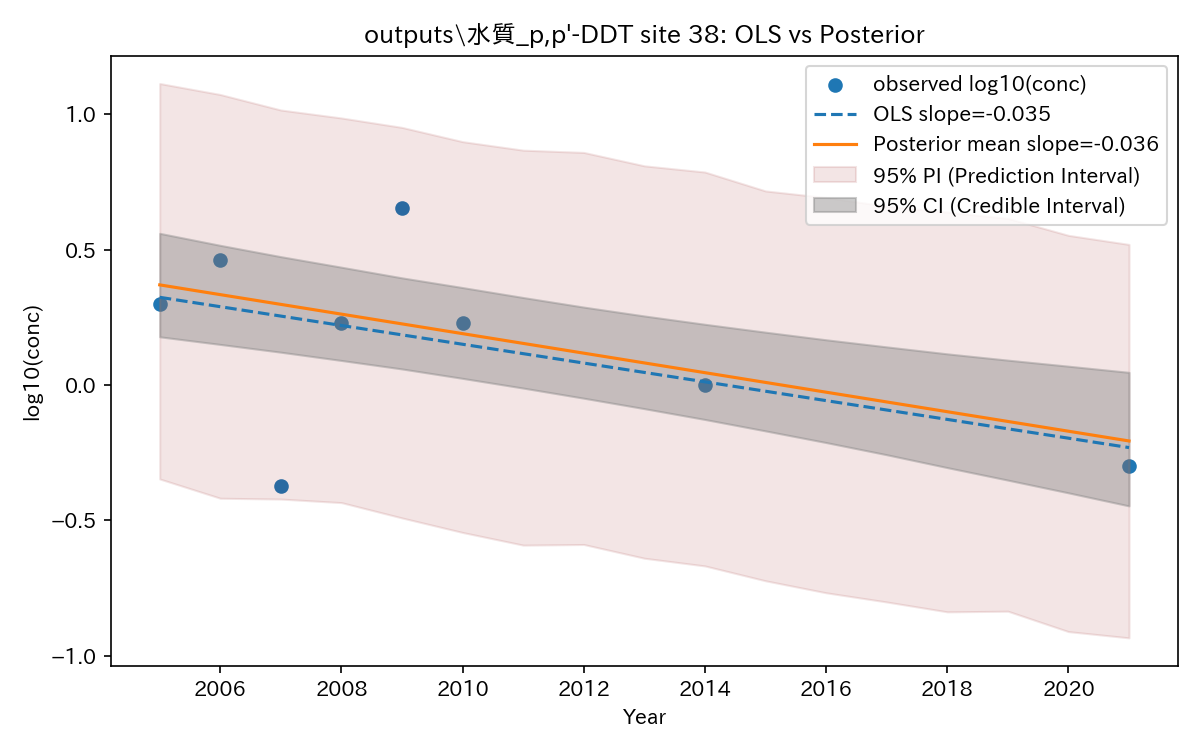 outputs\水質_p,p'-DDT site 38: OLS vs Posterior
observed log10(conc)
OLS slope=-0.035
Posterior mean slope=-0.036
95% PI (Prediction Interval)
95% CI (Credible Interval)
1.0
0.5
0.0
−0.5
−1.0
log10(conc)
2006 2008 2010 2012 2014 2016 2018 2020
Year